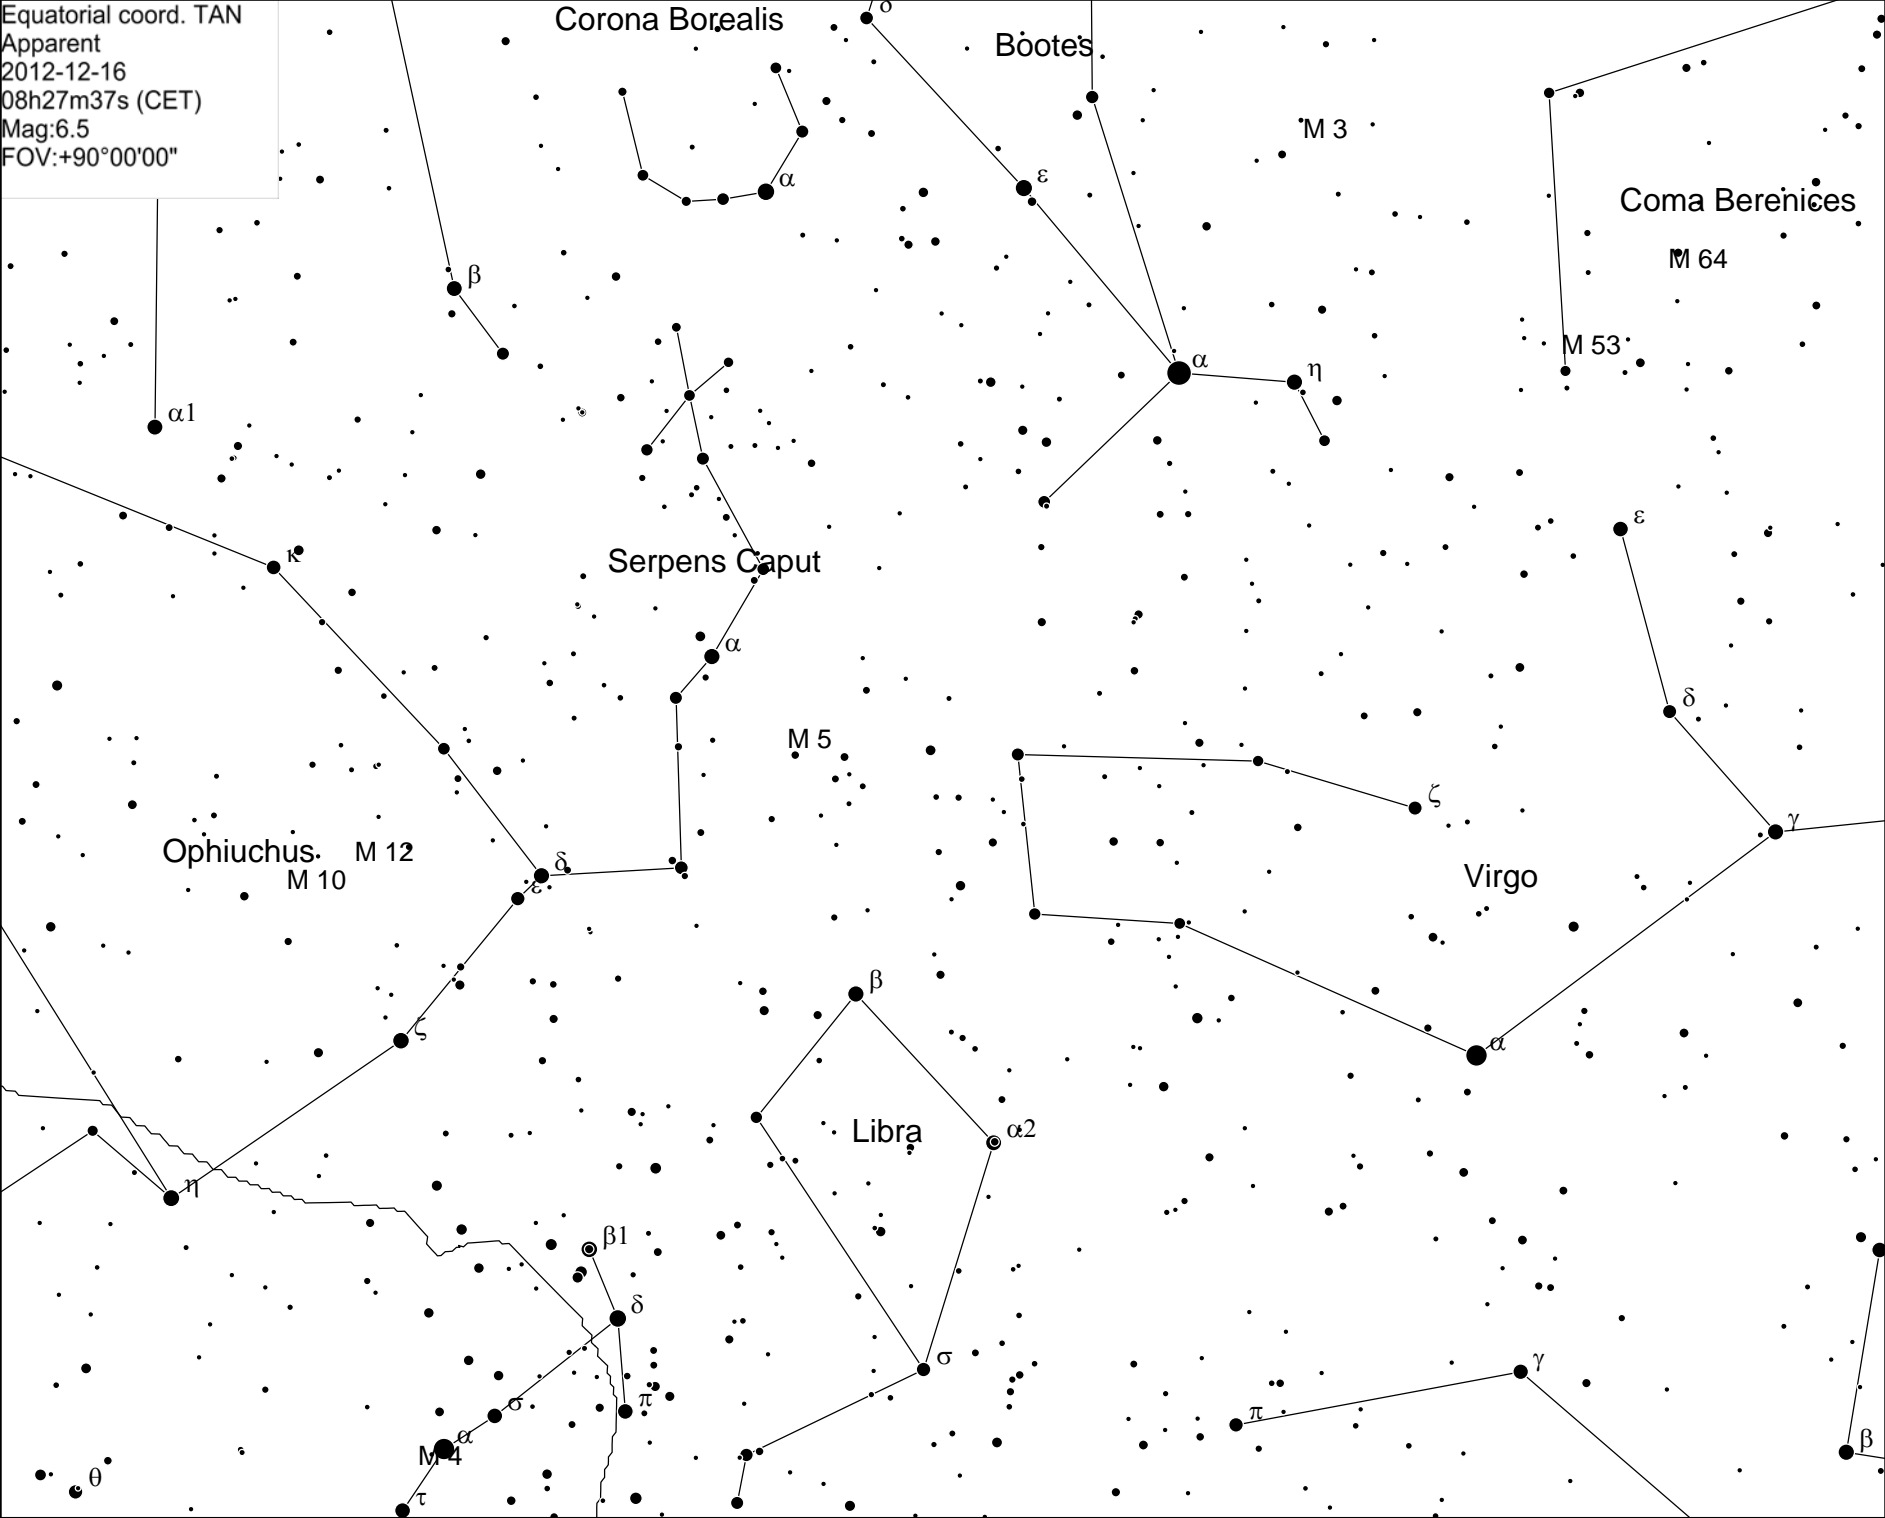 Equatorial coord. TAN
Apparent
2012-12-16
08h27m37s (CET)
Mag:6.5
FOV:+90°00'00"
Corona Borealis
δ
Bootes
M 3
α
ε
Coma Berenices
M 64
β
M 53
α
η
α1
ε
κ
Serpens Caput
α
δ
M 5
ζ
γ
Ophiuchus
M 12
M 10
δ
ε
Virgo
β
ζ
α
Libra
α2
η
β1
δ
σ
γ
π
σ
π
α
M 4
β
θ
τ